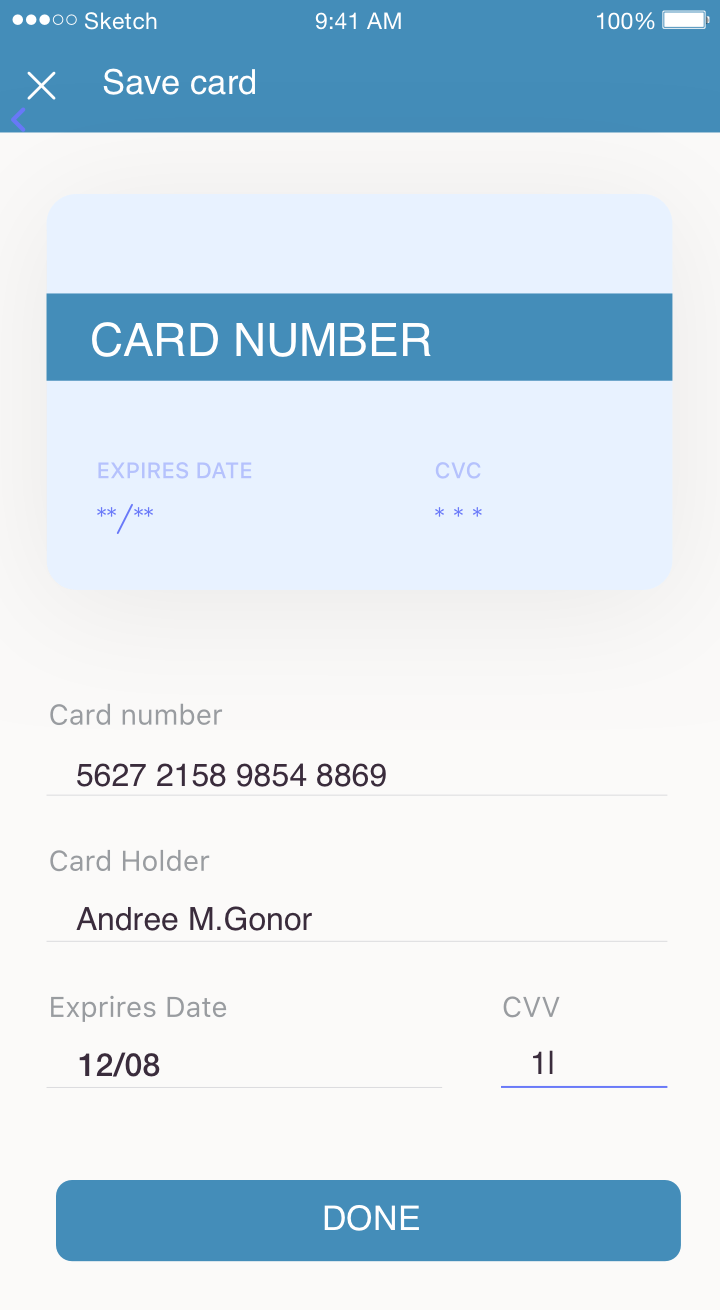 Sketch 9:41 AM 100%
Save card
CARD NUMBER
EXPIRES DATE CVC
**/** * * *
Card number
5627 2158 9854 8869
Card Holder
Andree M.Gonor
Exprires Date CVV
12/08 1|
DONE